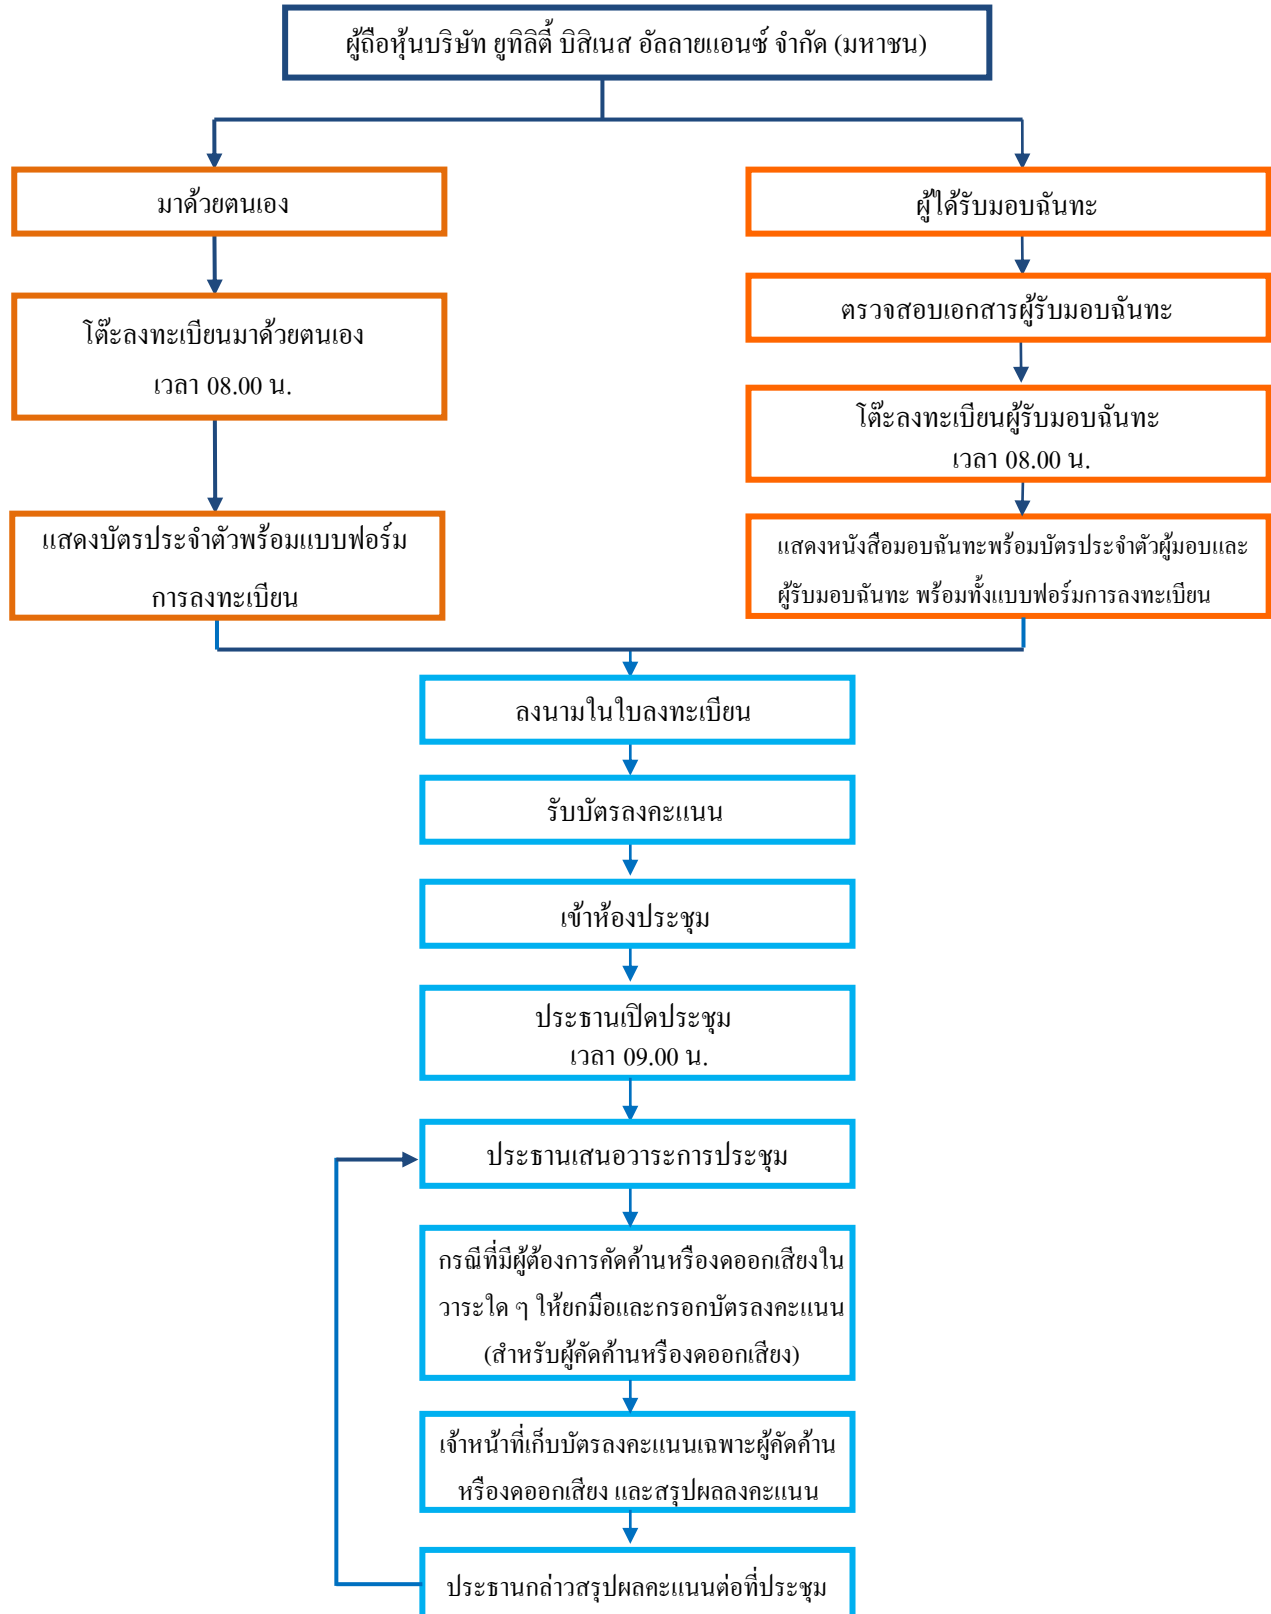 ผู้ถือหุ้นบริษัท ยูทิลิตี้ บิสิเนส อัลลายแอนซ์ จำกัด (มหาชน)
มาด้วยตนเอง
โต๊ะลงทะเบียนมาด้วยตนเอง
เวลา 08.00 น.
แสดงบัตรประจำตัวพร้อมแบบฟอร์ม
การลงทะเบียน
ผู้ได้รับมอบฉันทะ
ตรวจสอบเอกสารผู้รับมอบฉันทะ
โต๊ะลงทะเบียนผู้รับมอบฉันทะ
เวลา 08.00 น.
แสดงหนังสือมอบฉันทะพร้อมบัตรประจำตัวผู้มอบและ
ผู้รับมอบฉันทะ พร้อมทั้งแบบฟอร์มการลงทะเบียน
ลงนามในใบลงทะเบียน
รับบัตรลงคะแนน
เข้าห้องประชุม
ประธานเปิดประชุม
เวลา 09.00 น.
ประธานเสนอวาระการประชุม
กรณีที่มีผู้ต้องการคัดค้านหรืองดออกเสียงใน
วาระใด ๆ ให้ยกมือและกรอกบัตรลงคะแนน
(สำหรับผู้คัดค้านหรืองดออกเสียง)
เจ้าหน้าที่เก็บบัตรลงคะแนนเฉพาะผู้คัดค้าน
หรืองดออกเสียง และสรุปผลลงคะแนน
ประธานกล่าวสรุปผลคะแนนต่อที่ประชุม